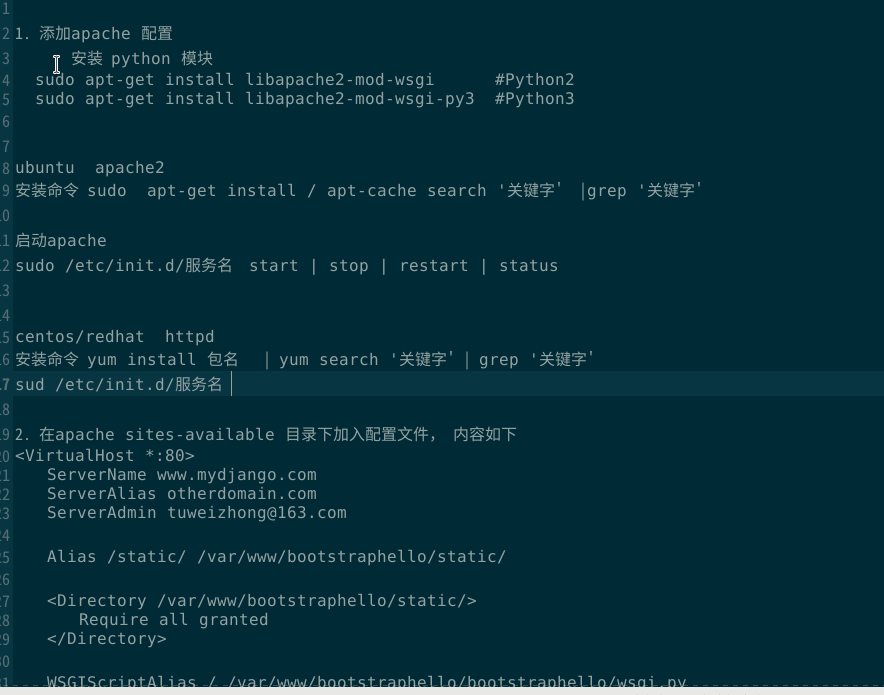 1
2 1. 添加apache 配置
3 安装 python 模块
4 sudo apt-get install libapache2-mod-wsgi #Python2
5 sudo apt-get install libapache2-mod-wsgi-py3 #Python3
6
7
8 ubuntu apache2
9 安装命令 sudo apt-get install / apt-cache search '关键字' |grep '关键字'
10
11 启动apache
12 sudo /etc/init.d/服务名 start | stop | restart | status
13
14
15 centos/redhat httpd
16 安装命令 yum install 包名 | yum search '关键字' | grep '关键字'
17 sud /etc/init.d/服务名
18
19 2. 在apache sites-available 目录下加入配置文件, 内容如下
20 <VirtualHost *:80>
21 ServerName www.mydjango.com
22 ServerAlias otherdomain.com
23 ServerAdmin tuweizhong@163.com
24
25 Alias /static/ /var/www/bootstraphello/static/
26
27 <Directory /var/www/bootstraphello/static/>
28 Require all granted
29 </Directory>
30
31 WSGIScriptAlias / /var/www/bootstraphello/bootstraphello/wsgi.py